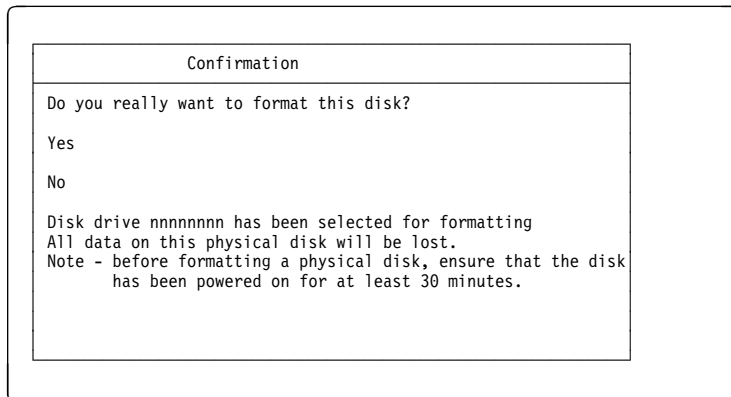 Confirmation
Do you really want to format this disk?
Yes
No
Disk drive nnnnnnnn has been selected for formatting
All data on this physical disk will be lost.
Note - before formatting a physical disk, ensure that the disk
has been powered on for at least 30 minutes.